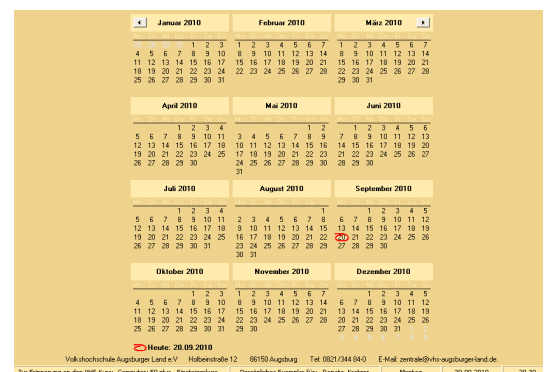 Januar 2010 Februar 2010 März 2010
1 2 3 1 2 3 4 5 6 7 1 2 3 4 5 6 7
4 5 6 7 8 9 10 8 9 10 11 12 13 14 8 9 10 11 12 13 14
11 12 13 14 15 16 17 15 16 17 18 19 20 21 15 16 17 18 19 20 21
18 19 20 21 22 23 24 22 23 24 25 26 27 28 22 23 24 25 26 27 28
25 26 27 28 29 30 31 29 30 31
April 2010 Mai 2010 Juni 2010
1 2 3 4 1 2 1 2 3 4 5 6
5 6 7 8 9 10 11 3 4 5 6 7 8 9 7 8 9 10 11 12 13
12 13 14 15 16 17 18 10 11 12 13 14 15 16 14 15 16 17 18 19 20
19 20 21 22 23 24 25 17 18 19 20 21 22 23 21 22 23 24 25 26 27
26 27 28 29 30 24 25 26 27 28 29 30 28 29 30
31
Juli 2010 August 2010 September 2010
1 2 3 4 1 1 2 3 4 5
5 6 7 8 9 10 11 2 3 4 5 6 7 8 6 7 8 9 10 11 12
12 13 14 15 16 17 18 9 10 11 12 13 14 15 13 14 15 16 17 18 19
19 20 21 22 23 24 25 16 17 18 19 20 21 22 20 21 22 23 24 25 26
26 27 28 29 30 31 23 24 25 26 27 28 29 27 28 29 30
30 31
Oktober 2010 November 2010 Dezember 2010
1 2 3 1 2 3 4 5 6 7 1 2 3 4 5
4 5 6 7 8 9 10 8 9 10 11 12 13 14 6 7 8 9 10 11 12
11 12 13 14 15 16 17 15 16 17 18 19 20 21 13 14 15 16 17 18 19
18 19 20 21 22 23 24 22 23 24 25 26 27 28 20 21 22 23 24 25 26
25 26 27 28 29 30 31 29 30 27 28 29 30 31
Heute: 20.09.2010
Volkshochschule Augsburger Land e.V Holbeinstraße 12 86150 Augsburg Tel: 0821/344 84-0 E-Mail: zentrale@vhs-augsburger-land.de.